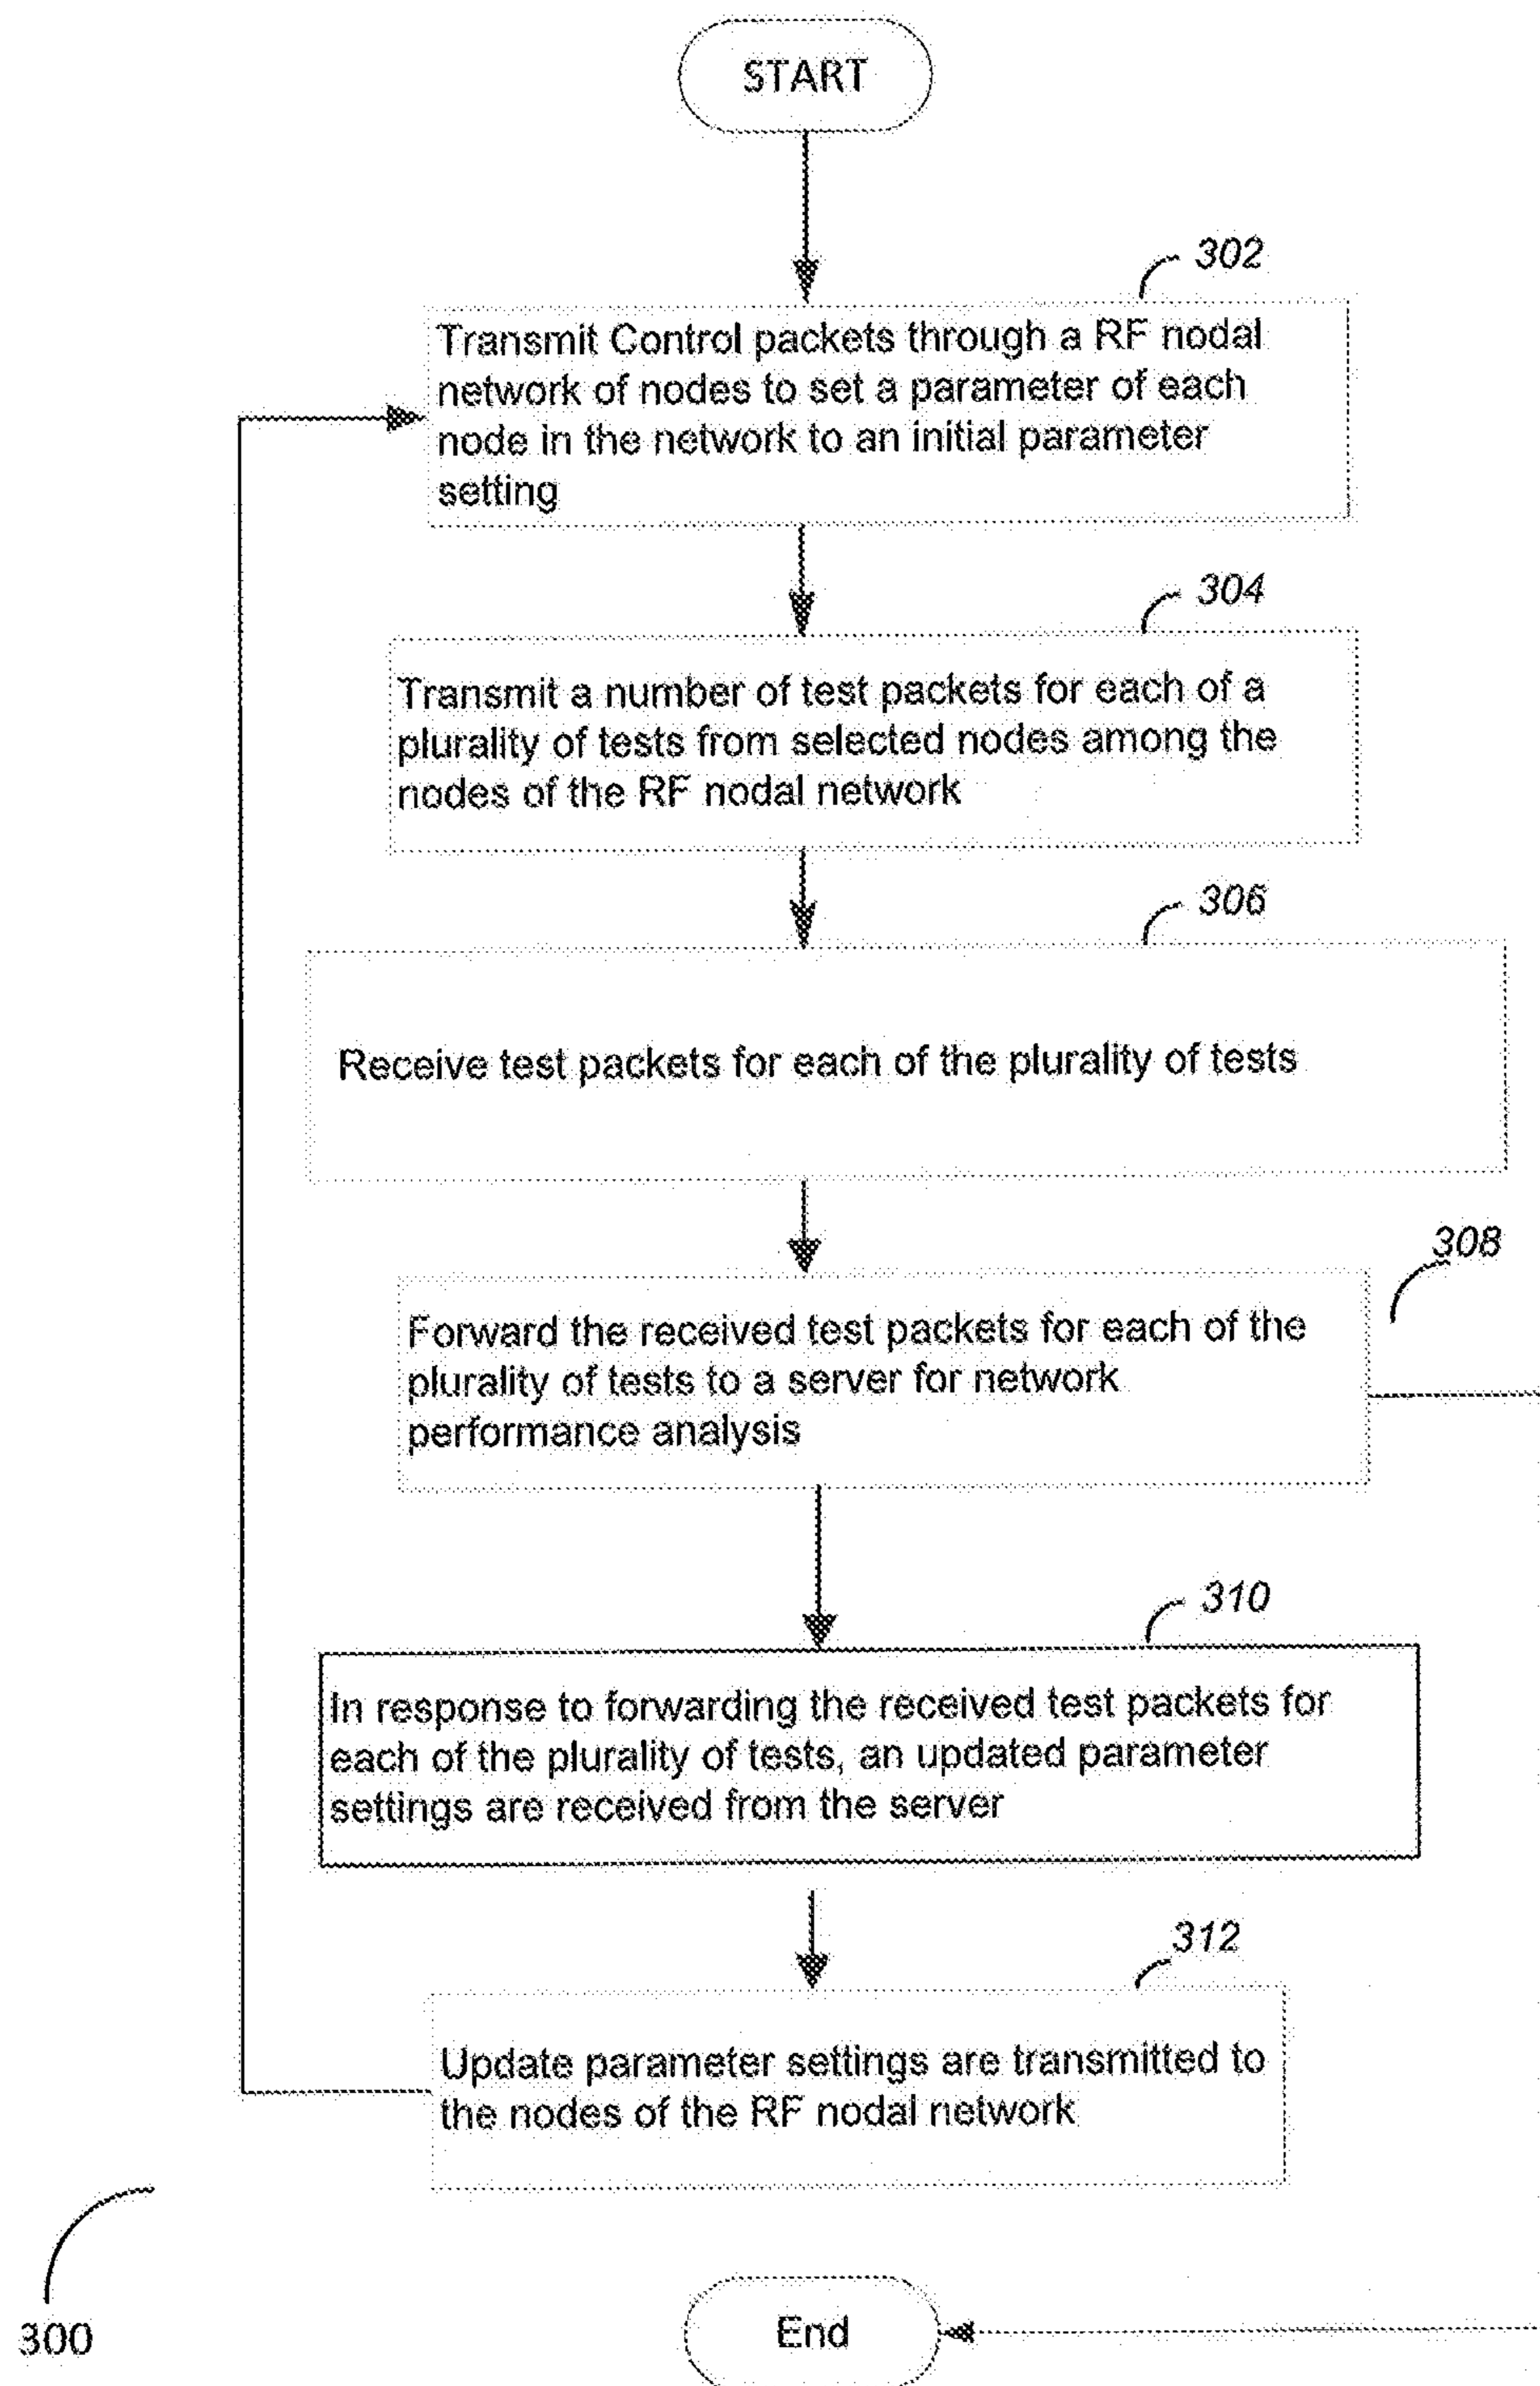 START
302
Transmit Control packets through a RF nodal
network of nodes to set a parameter of each
node in the network to an initial parameter
setting
304
Transmit a number of test packets for each of a
plurality of tests from selected nodes among the
nodes of the RF nodal network
306
Receive test packets for each of the plurality of tests
308
Forward the received test packets for each of the
plurality of tests to a server for network
performance analysis
310
In response to forwarding the received test packets for
each of the plurality of tests, an updated parameter
settings are received from the server
312
Update parameter settings are transmitted to
the nodes of the RF nodal network
300
End